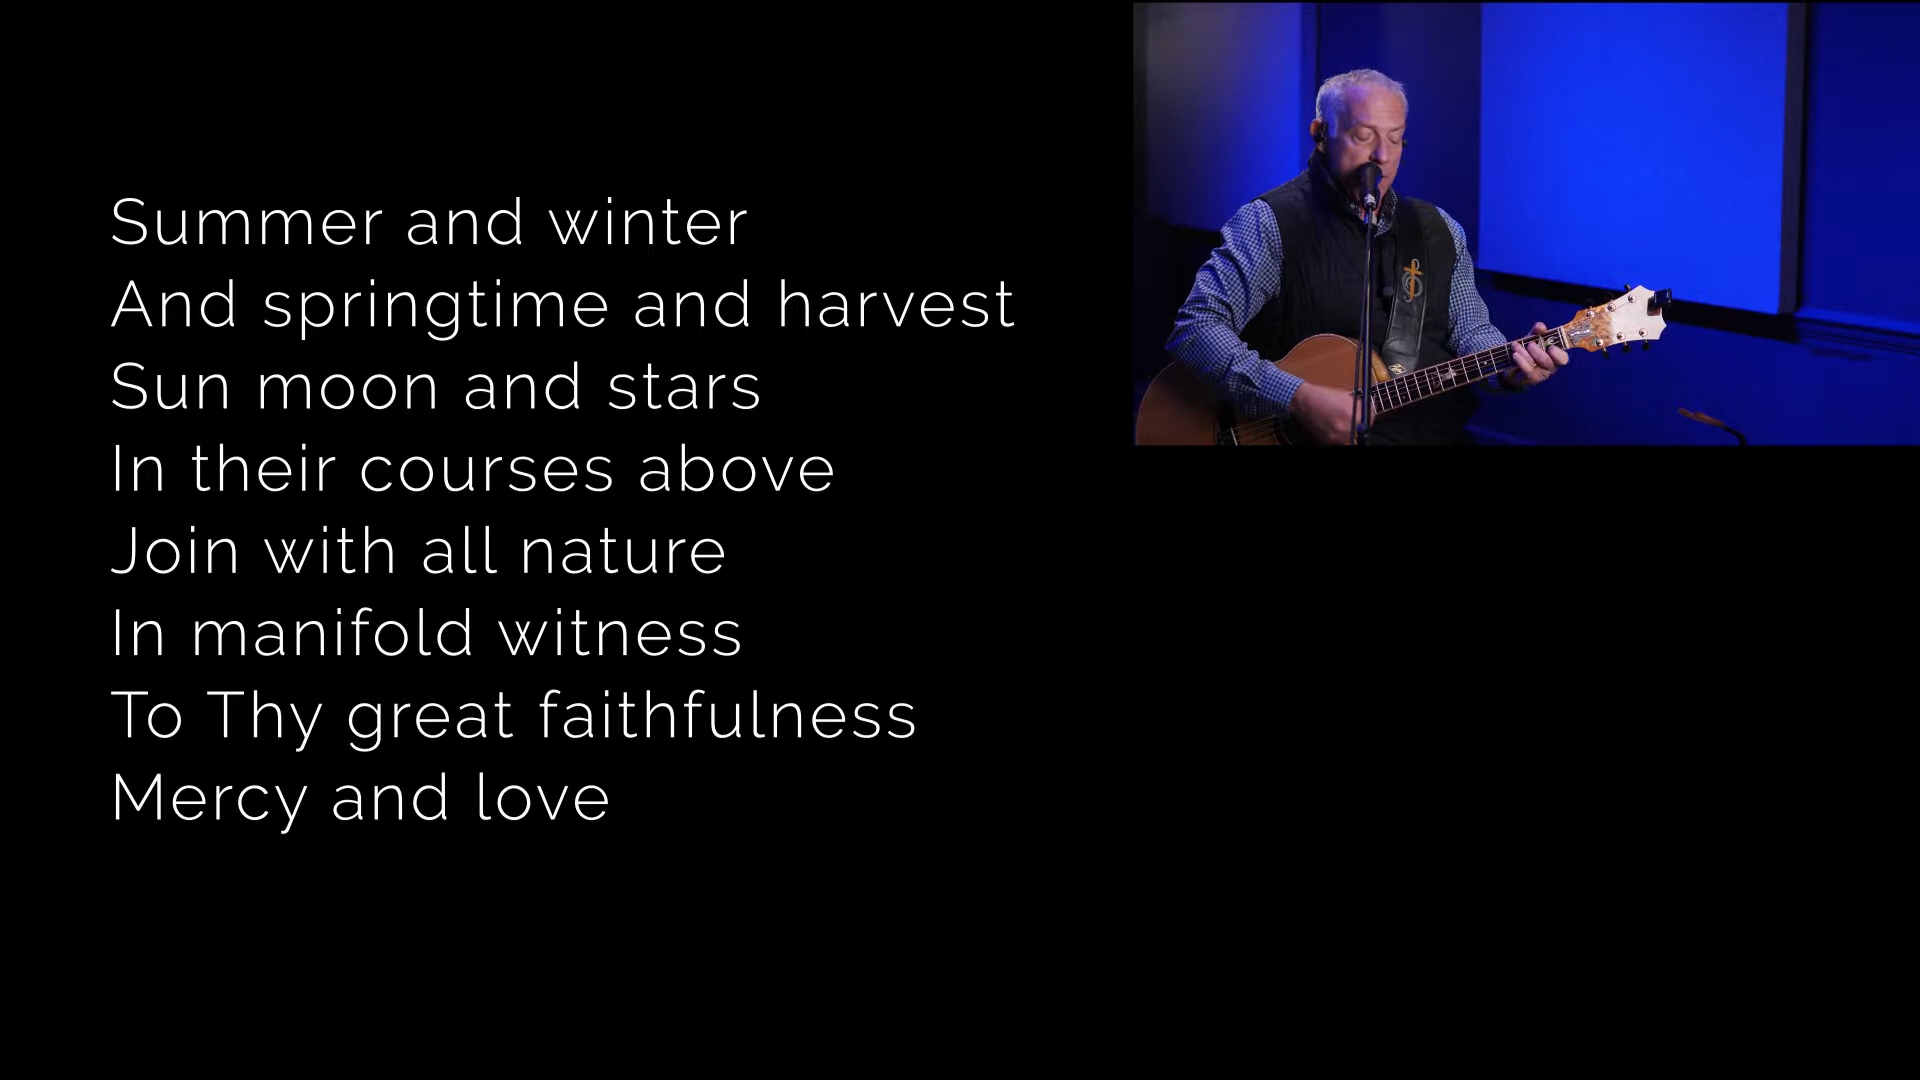 Summer and winter
And springtime and harvest
Sun moon and stars
In their courses above
Join with all nature
In manifold witness
To Thy great faithfulness
Mercy and love